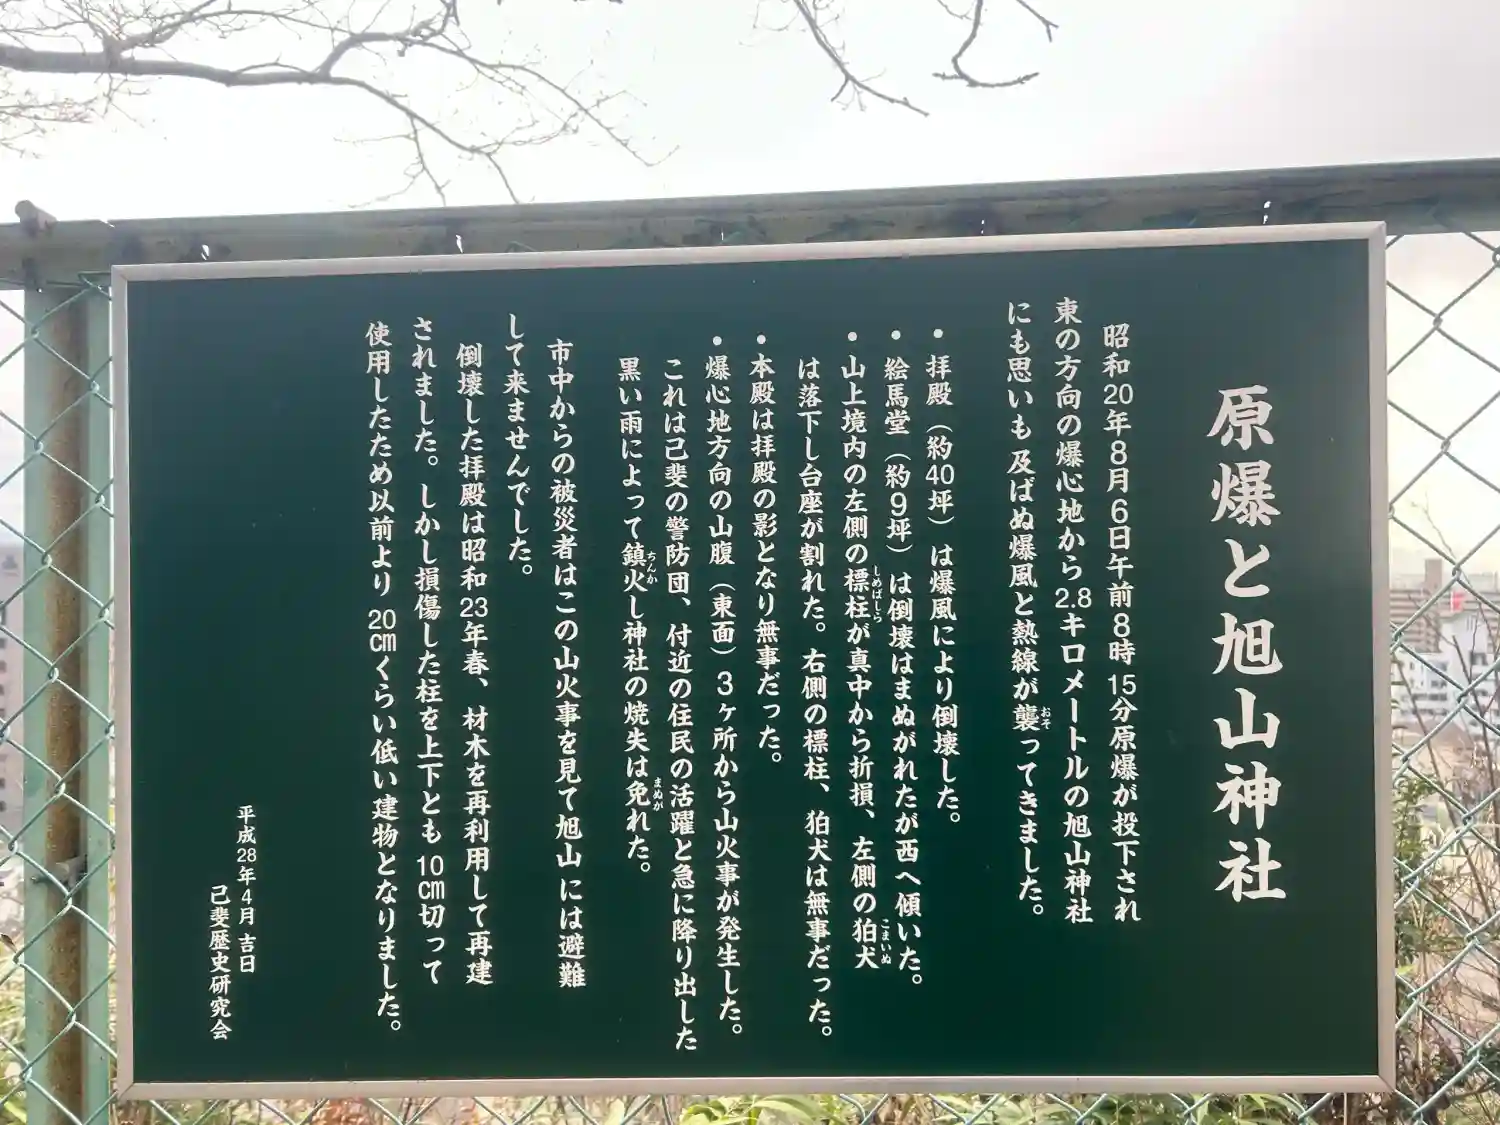 原爆と旭山神社
昭和20年8月6日午前8時15分原爆が投下され
東の方向の爆心地から2.8キロメートルの旭山神社
にも思いも及ばぬ爆風と熱線が襲ってきました。
おそ
・拝殿（約40坪）は爆風により倒壊した。
・絵馬堂（約9坪）は倒壊はまぬがれたが西へ傾いた。
・山上境内の左側の標柱が真中から折損、左側の狛犬
しめばしら
こまいぬ
は落下し台座が割れた。右側の標柱、狛犬は無事だった。
・本殿は拝殿の影となり無事だった。
・爆心地方向の山腹（東面）3ヶ所から山火事が発生した。
これは己斐の警防団、付近の住民の活躍と急に降り出した
黒い雨によって鎮火し神社の焼失は免れた。
ちんか
まぬが
市中からの被災者はこの山火事を見て旭山には避難
して来ませんでした。
倒壊した拝殿は昭和23年春、材木を再利用して再建
されました。しかし損傷した柱を上下とも10cm切って
使用したため以前より20cmくらい低い建物となりました。
平成28年4月吉日
己斐歴史研究会